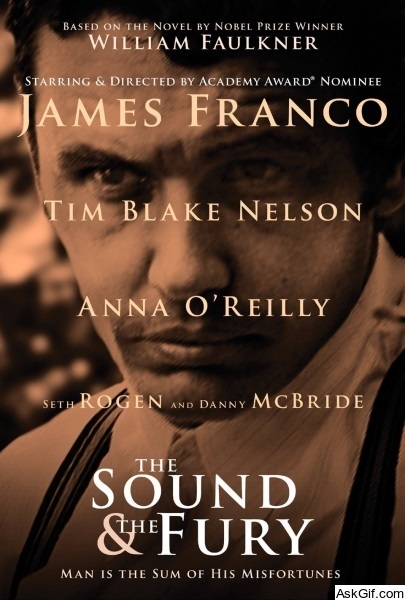 Based on the Novel by Nobel Prize Winner
William Faulkner
Starring & Directed by Academy Award® Nominee
James Franco
Tim Blake Nelson
Anna O'Reilly
Seth Rogen and Danny McBride
The
Sound
& the Fury
Man is the Sum of His Misfortunes
AskGif.com